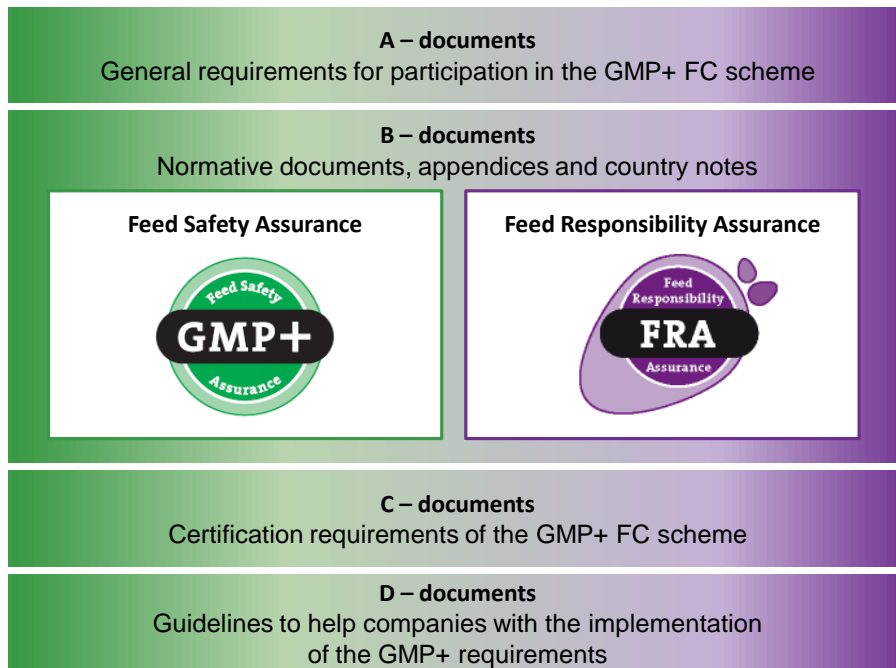 A – documents
General requirements for participation in the GMP+ FC scheme
B – documents
Normative documents, appendices and country notes
Feed Safety Assurance
Feed Safety
GMP+
Assurance
Feed Responsibility Assurance
Feed
Responsibility
FRA
Assurance
C – documents
Certification requirements of the GMP+ FC scheme
D – documents
Guidelines to help companies with the implementation
of the GMP+ requirements